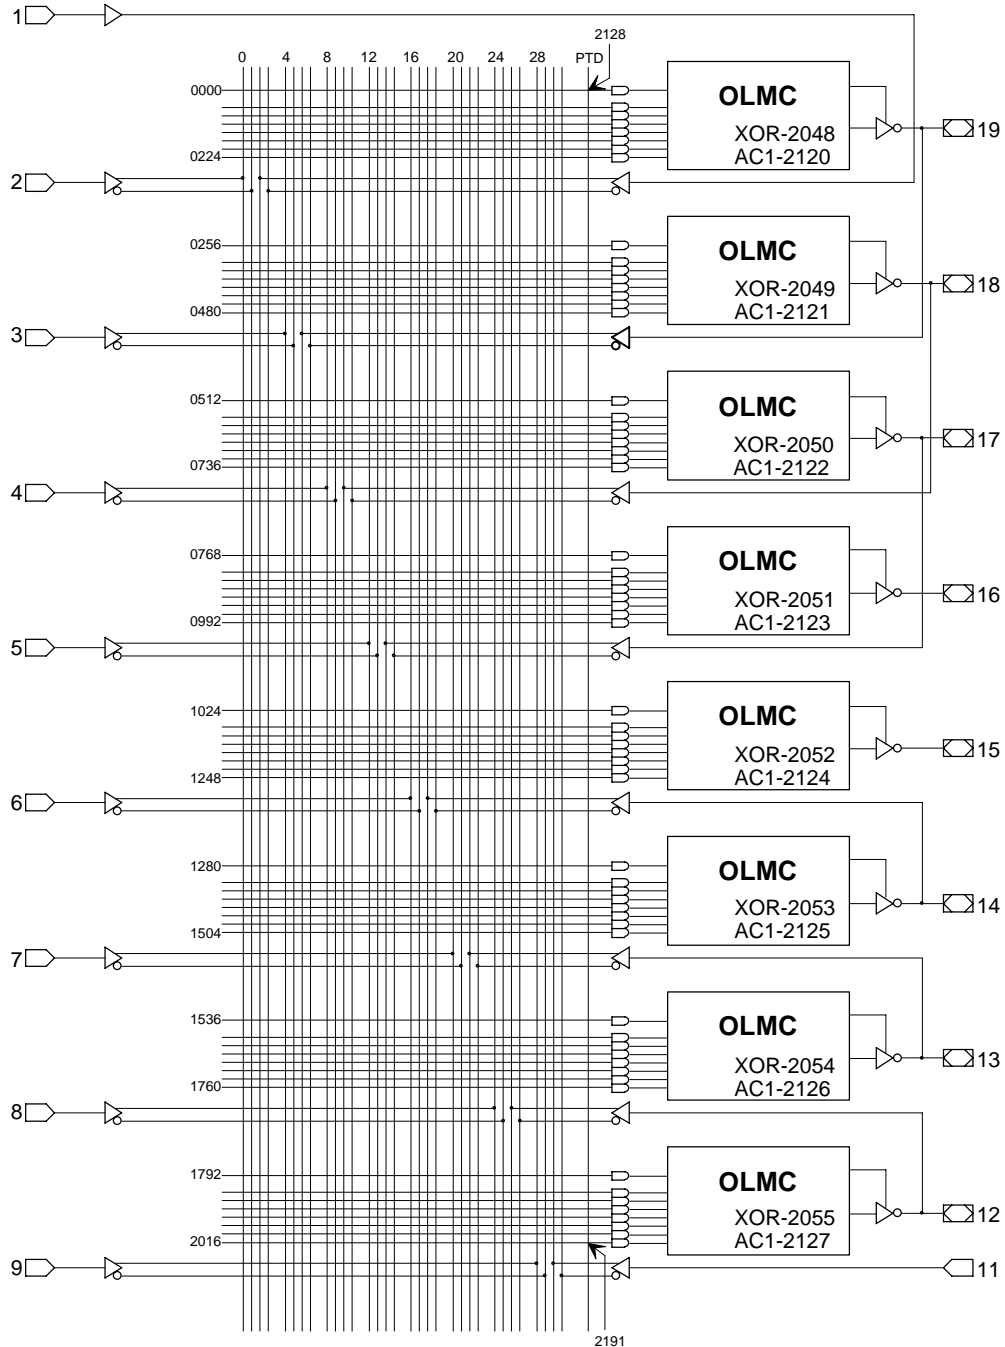 1
2128
0 4 8 12 16 20 24 28 PTD
0000
OLMC
XOR-2048
AC1-2120
19
0224
2
0256
OLMC
XOR-2049
AC1-2121
18
0480
3
0512
OLMC
XOR-2050
AC1-2122
17
0736
4
0768
OLMC
XOR-2051
AC1-2123
16
0992
5
1024
OLMC
XOR-2052
AC1-2124
15
1248
6
1280
OLMC
XOR-2053
AC1-2125
14
1504
7
1536
OLMC
XOR-2054
AC1-2126
13
1760
8
1792
OLMC
XOR-2055
AC1-2127
12
2016
9
11
2191